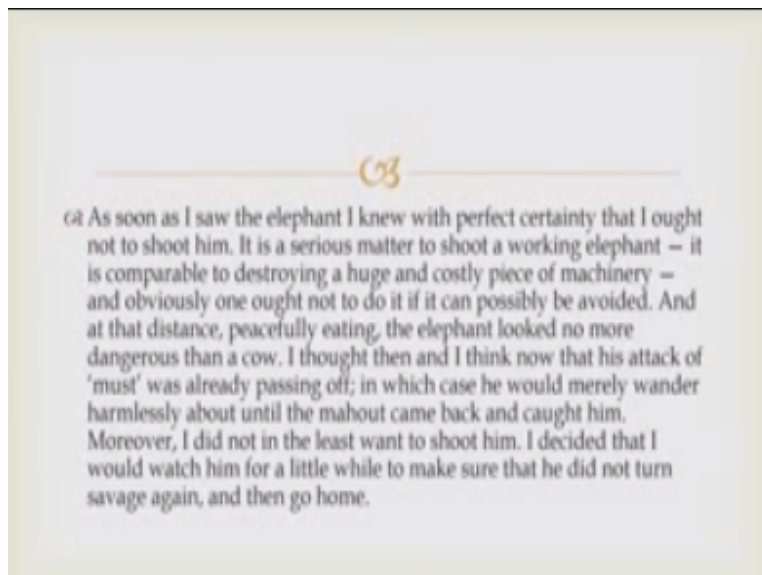 As soon as I saw the elephant I knew with perfect certainty that I ought
not to shoot him. It is a serious matter to shoot a working elephant – it
is comparable to destroying a huge and costly piece of machinery –
and obviously one ought not to do it if it can possibly be avoided. And
at that distance, peacefully eating, the elephant looked no more
dangerous than a cow. I thought then and I think now that his attack of
'must' was already passing off; in which case he would merely wander
harmlessly about until the mahout came back and caught him.
Moreover, I did not in the least want to shoot him. I decided that I
would watch him for a little while to make sure that he did not turn
savage again, and then go home.